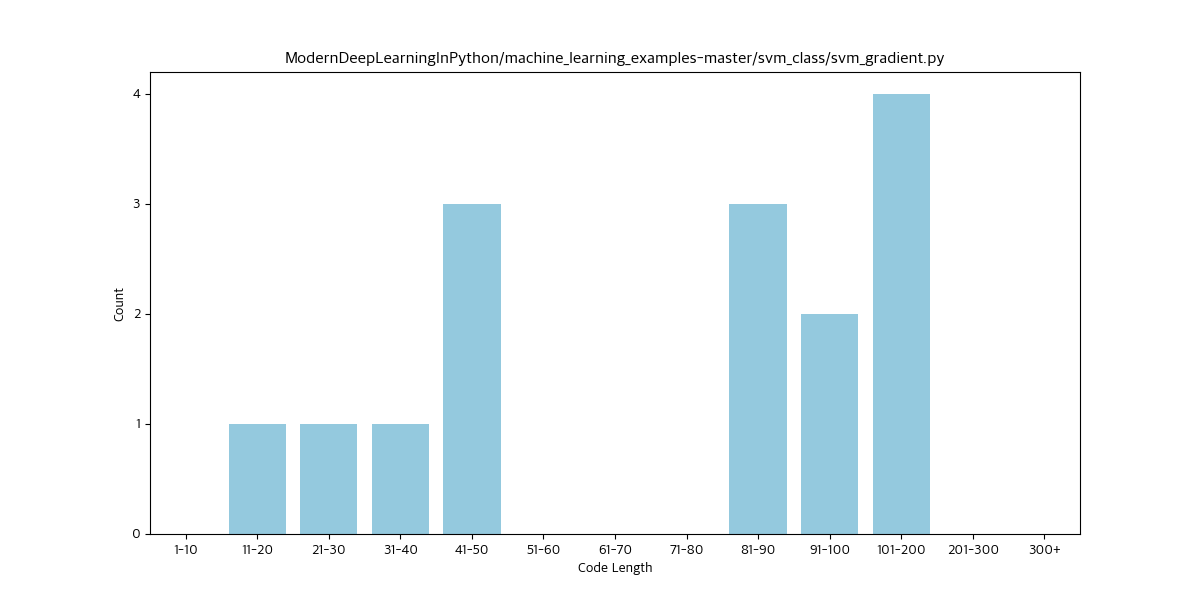 ModernDeepLearningInPython/machine_learning_examples-master/svm_class/svm_gradient.py
4
3
2
1
0
Count
1-10 11-20 21-30 31-40 41-50 51-60 61-70 71-80 81-90 91-100 101-200 201-300 300+
Code Length